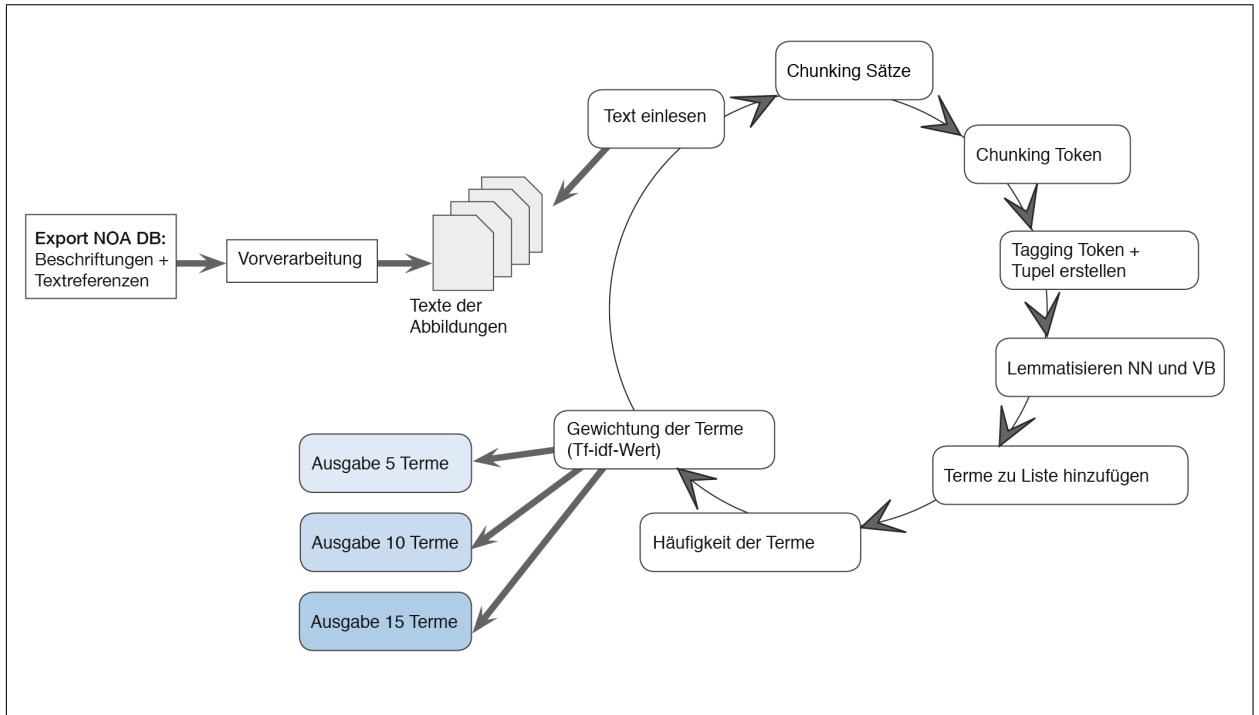 Export NOA DB:
Beschriftungen +
Textreferenzen
Vorverarbeitung
Texte der
Abbildungen
Text einlesen
Chunking Sätze
Chunking Token
Tagging Token +
Tupel erstellen
Lemmatisieren NN und VB
Terme zu Liste hinzufügen
Häufigkeit der Terme
Gewichtung der Terme
(Tf-idf-Wert)
Ausgabe 5 Terme
Ausgabe 10 Terme
Ausgabe 15 Terme